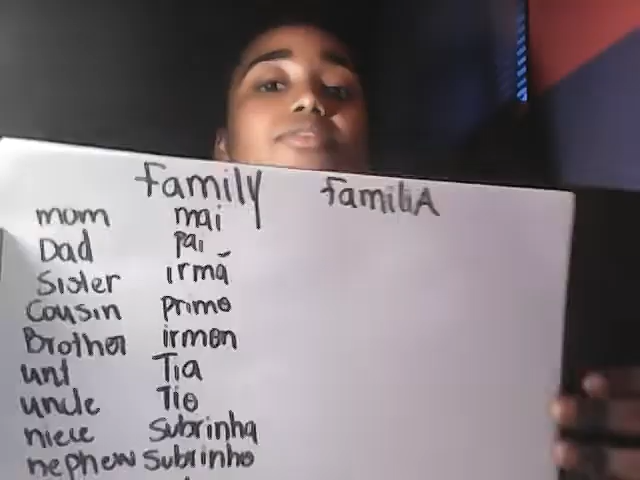 Family familiA
mom mai
Dad pai
Sister irmã
Cousin primo
Brother irmon
unt Tia
uncle Tio
niece Subrinha
nephew Subrinho